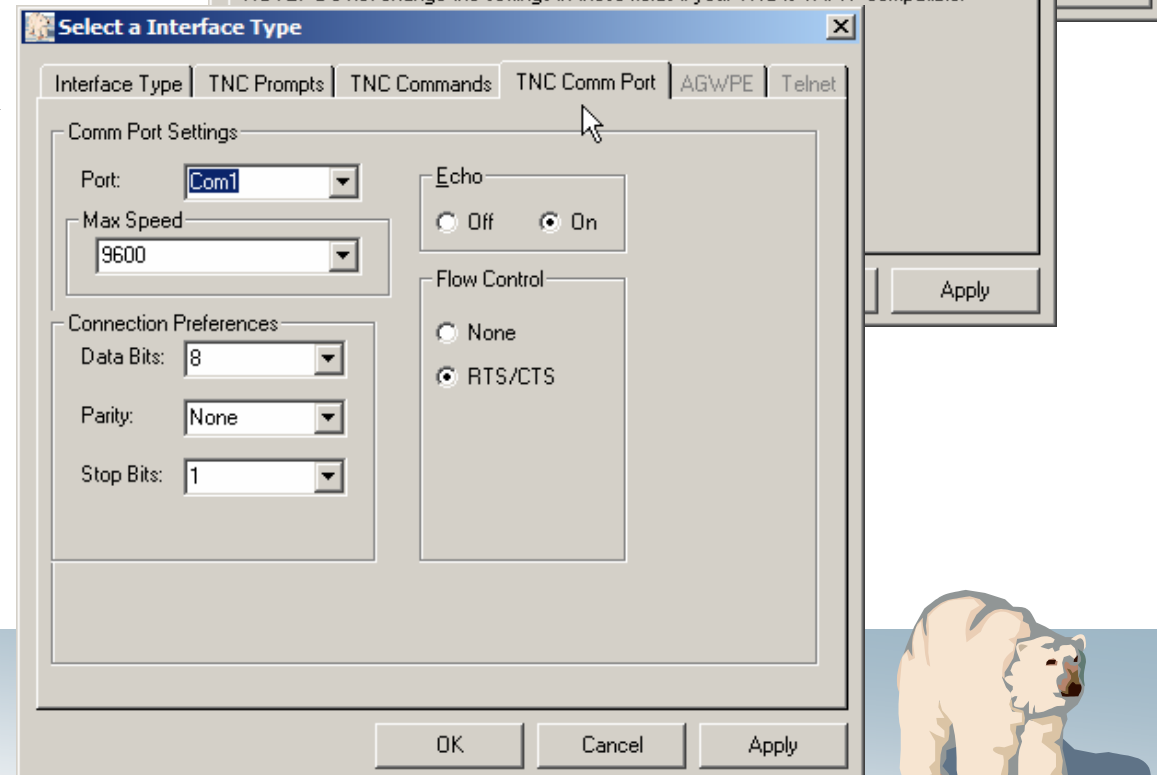 Select a Interface Type
Interface Type TNC Prompts TNC Commands TNC Comm Port AGWPE Telnet
Comm Port Settings
Port: Com1
Max Speed
9600
Connection Preferences
Data Bits: 8
Parity: None
Stop Bits: 1
Echo
Off On
Flow Control
None
RTS/CTS
OK Cancel Apply
Apply